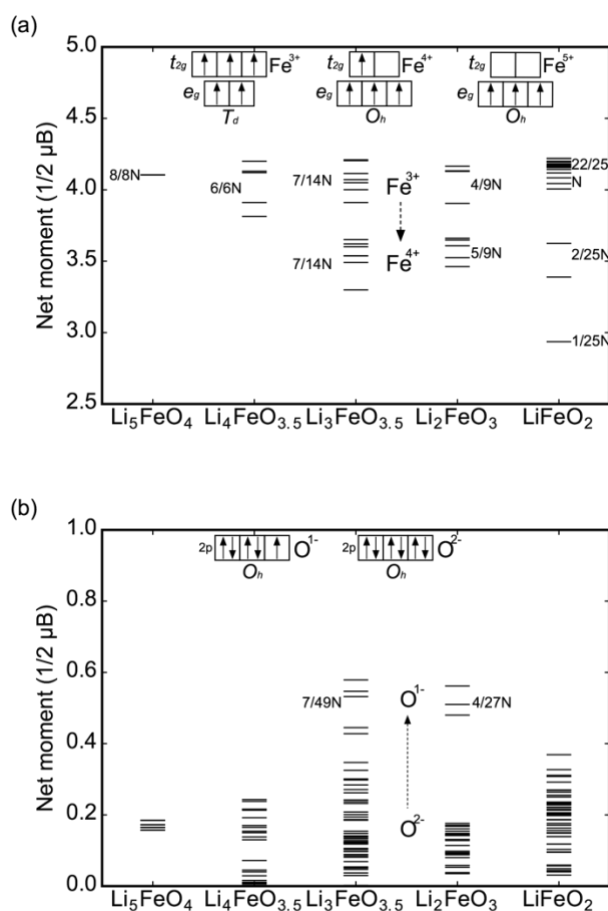 (a)
Net moment (1/2 μB)
5.0
4.5
4.0
3.5
3.0
2.5
t2g Fe3+
eg
Td
t2g Fe4+
eg
Oh
t2g Fe5+
eg
Oh
8/8N
6/6N
7/14N
7/14N
Fe3+
Fe4+
4/9N
5/9N
22/25
N
2/25N
1/25N
Li5FeO4 Li4FeO3.5 Li3FeO3.5 Li2FeO3 LiFeO2
(b)
Net moment (1/2 μB)
1.0
0.8
0.6
0.4
0.2
0.0
2p O1-
Oh
2p O2-
Oh
7/49N
O1-
O2-
4/27N
Li5FeO4 Li4FeO3.5 Li3FeO3.5 Li2FeO3 LiFeO2